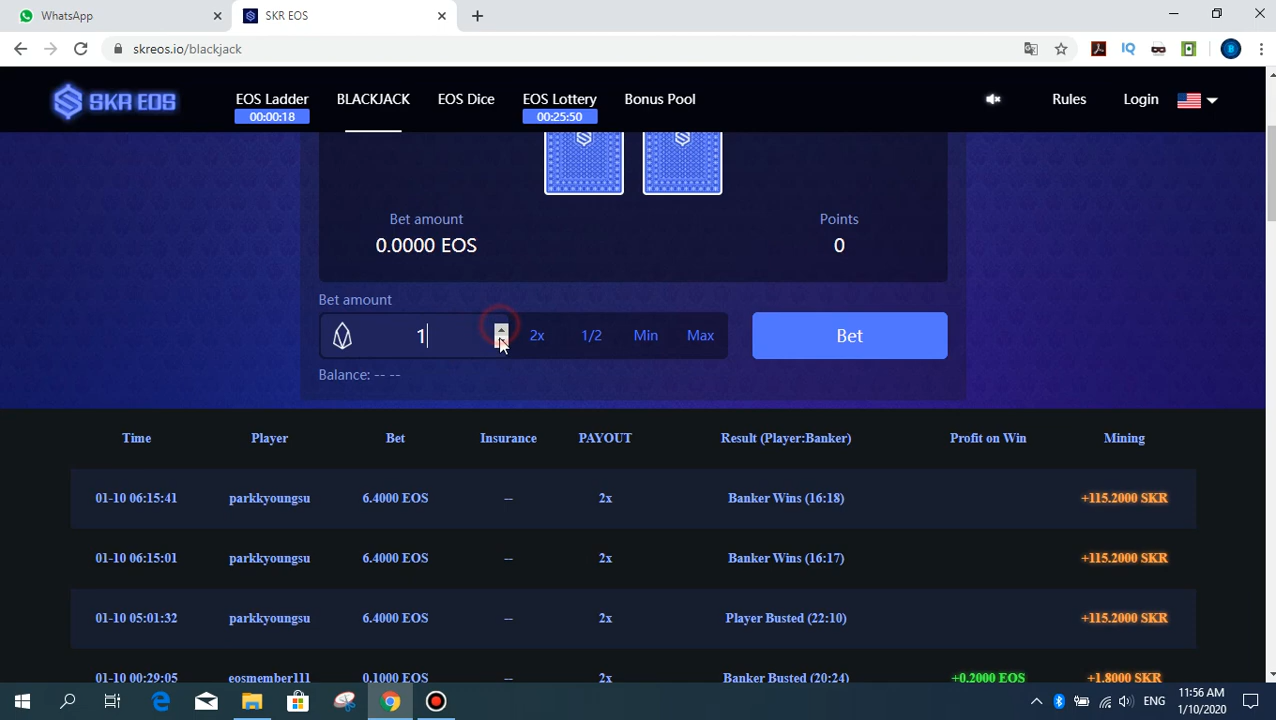 WhatsApp
SKR EOS
skreos.io/blackjack
SKR EOS
EOS Ladder
00:00:18
BLACKJACK
EOS Dice
EOS Lottery
00:25:50
Bonus Pool
Rules
Login
Bet amount
0.0000 EOS
Points
0
Bet amount
1
2x
1/2
Min
Max
Bet
Balance: -- --
Time Player Bet Insurance PAYOUT Result (Player:Banker) Profit on Win Mining
01-10 06:15:41 parkkyoungsu 6.4000 EOS -- 2x Banker Wins (16:18) +115.2000 SKR
01-10 06:15:01 parkkyoungsu 6.4000 EOS -- 2x Banker Wins (16:17) +115.2000 SKR
01-10 05:01:32 parkkyoungsu 6.4000 EOS -- 2x Player Busted (22:10) +115.2000 SKR
01-10 00:29:05 eosmember111 0.1000 EOS -- 2x Banker Busted (20:24) +0.2000 EOS +1.8000 SKR
ENG
11:56 AM
1/10/2020